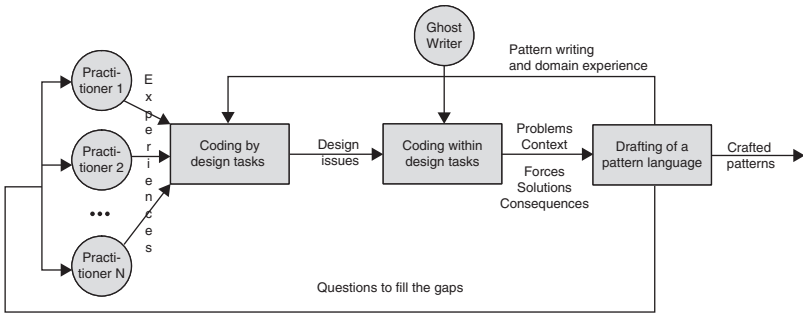 Ghost
Writer
Pattern writing
and domain experience
Practi-
tioner 1
Experiences
Practi-
tioner 2
Coding by
design tasks
Design
issues
Coding within
design tasks
Problems
Context
Forces
Solutions
Consequences
Drafting of a
pattern language
Crafted
patterns
•••
Practi-
tioner N
Questions to fill the gaps